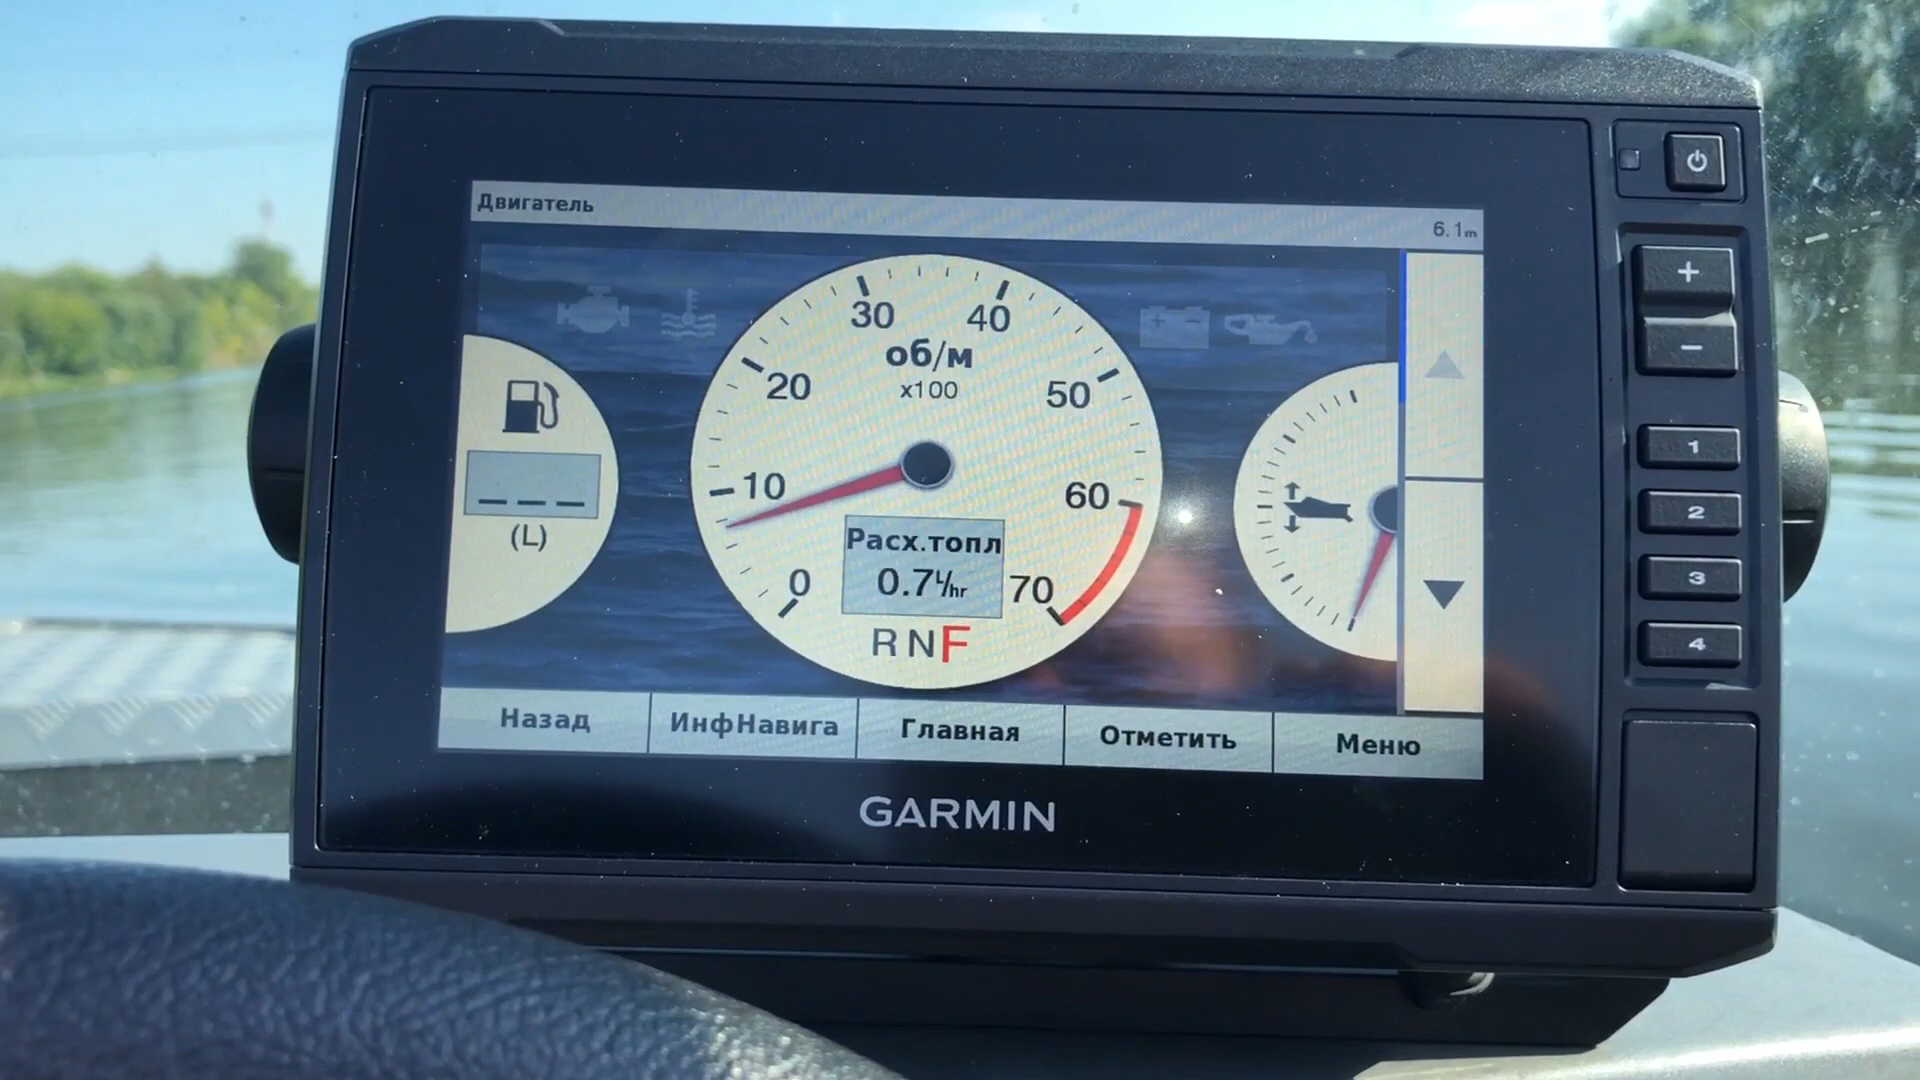 Двигатель
6.1m
30
40
об/м
x100
20
50
10
60
0
70
(L)
Расх.топл
0.7L/hr
R N F
Назад
ИнфНавига
Главная
Отметить
Меню
GARMIN
+
−
1
2
3
4